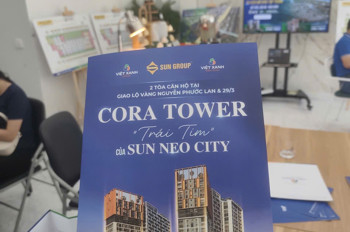 VIỆT XANH
SUN GROUP
VIỆT XANH
2 TÒA CĂN HỘ TẠI
GIAO LỘ VÀNG NGUYỄN PHƯỚC LAN & 29/3
CORA TOWER
"Trái Tim"
CỦA SUN NEO CITY